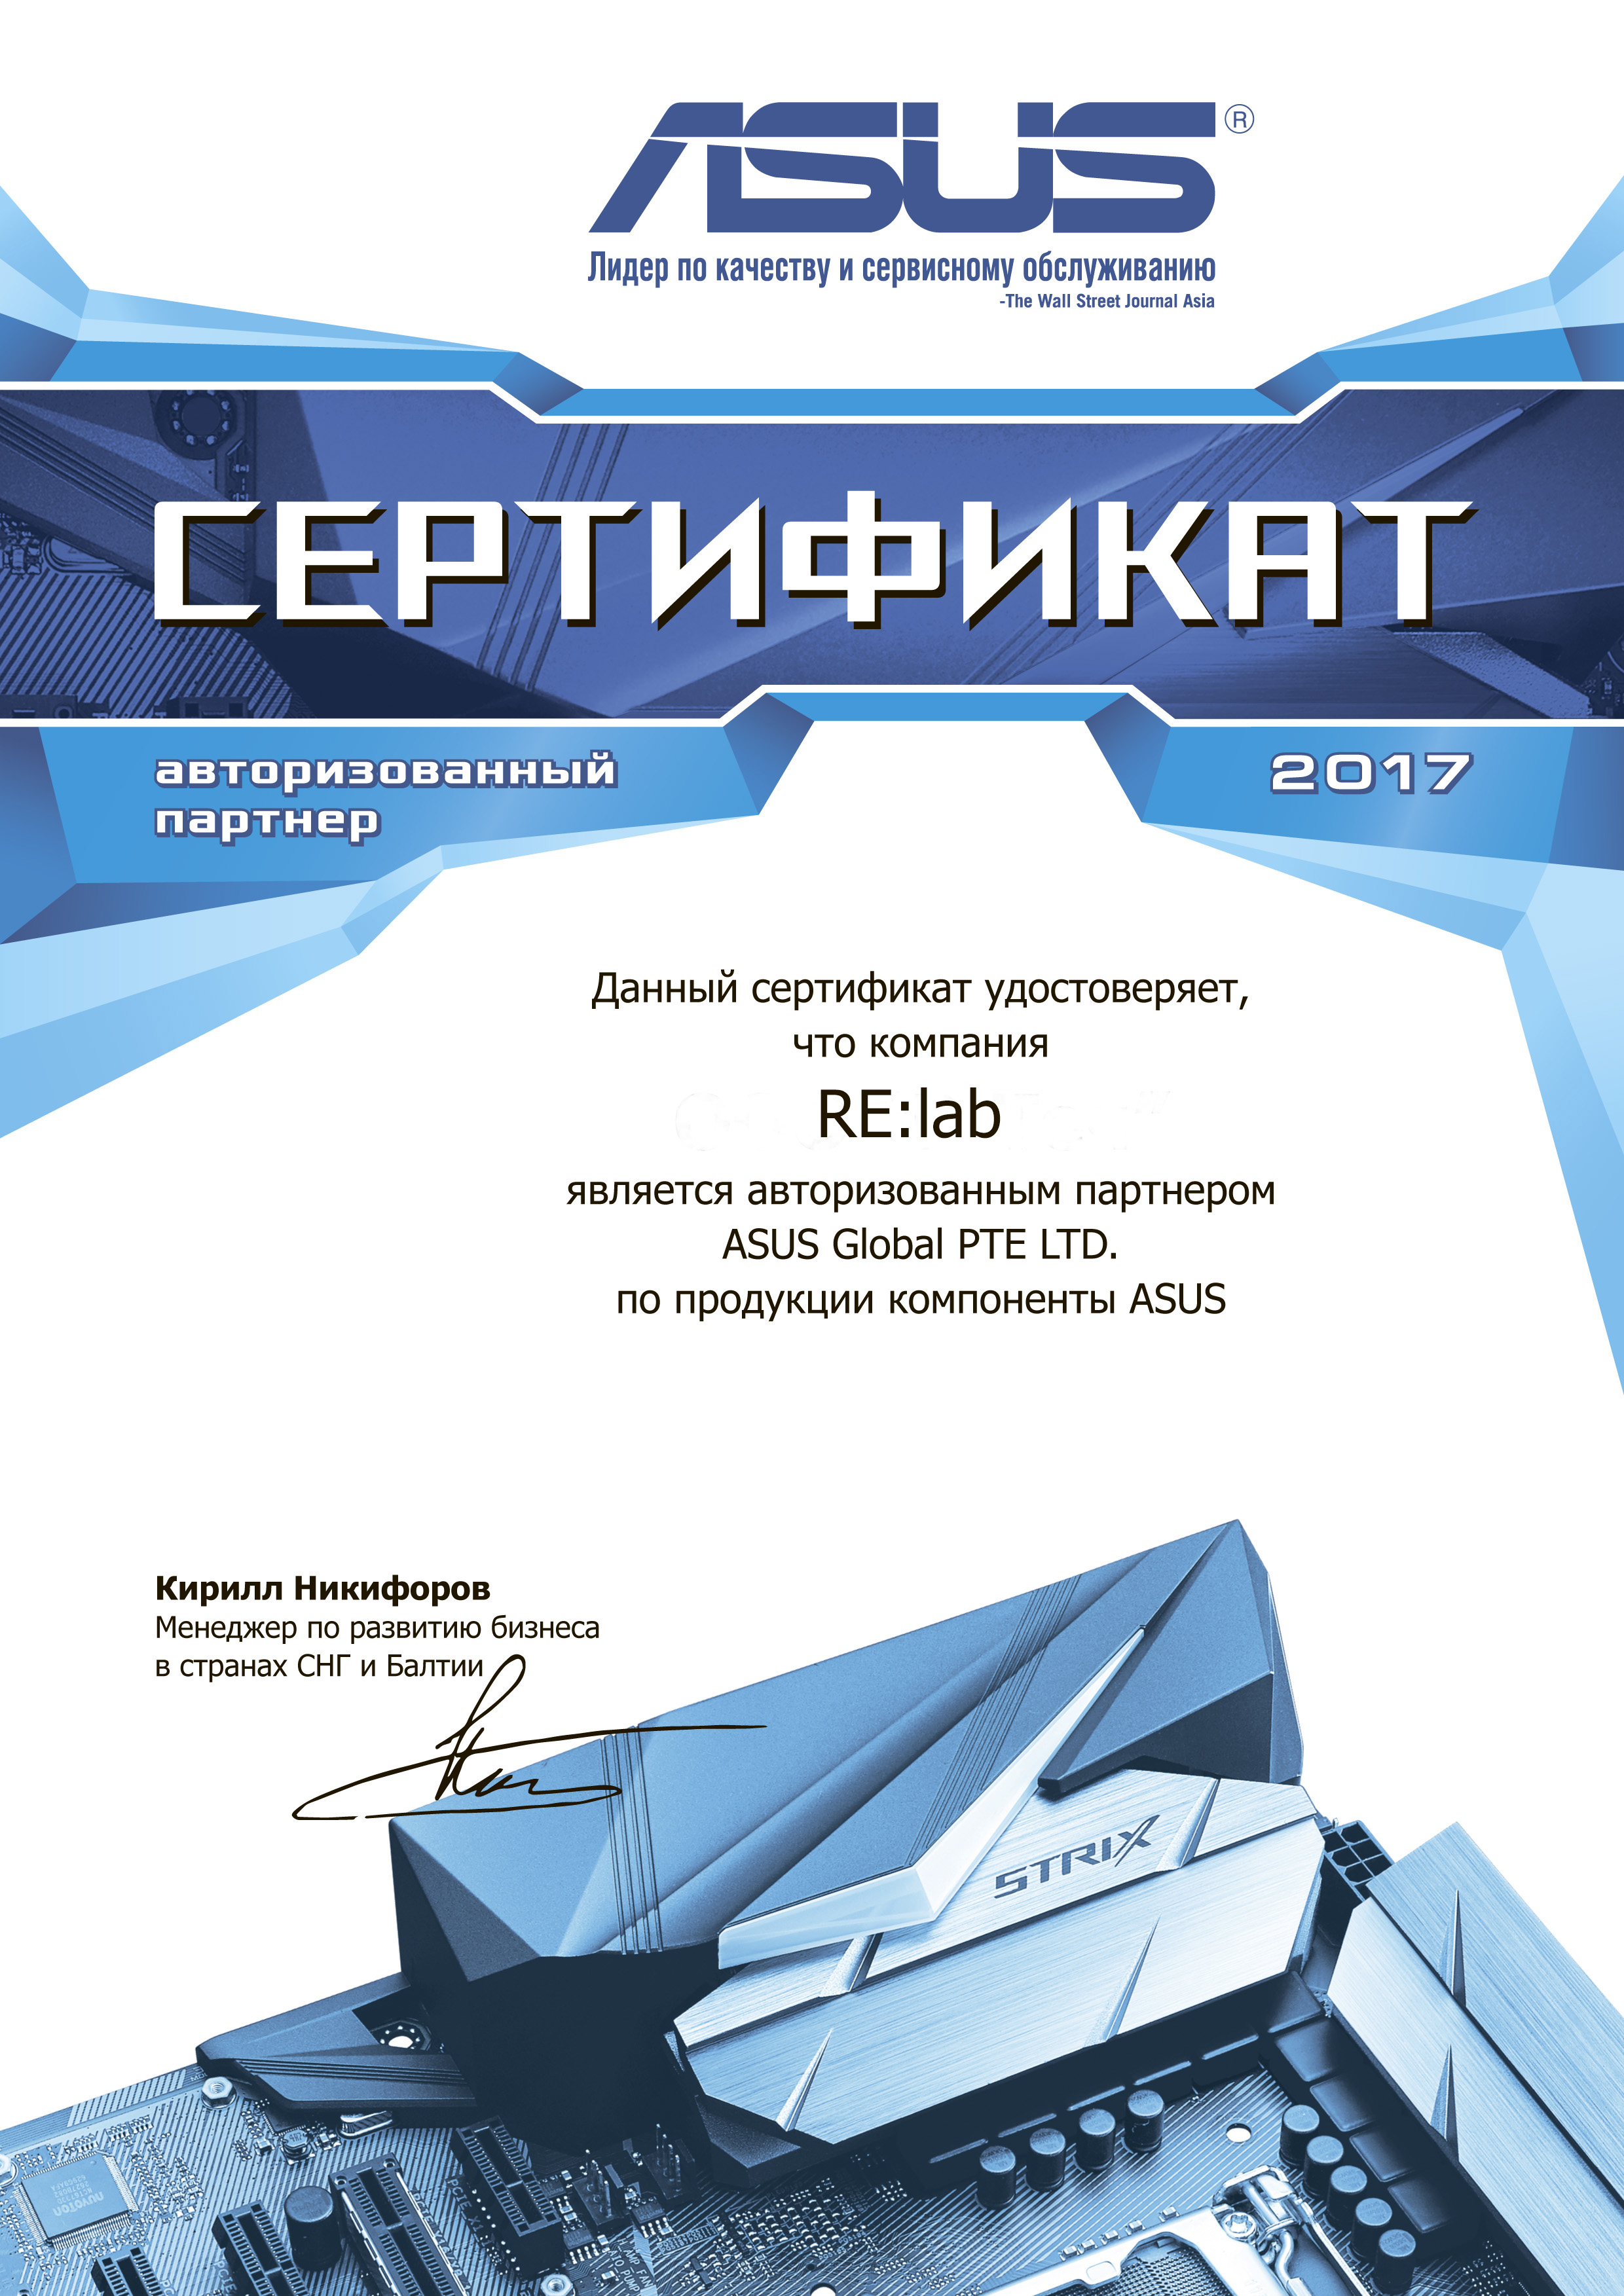 ASUS®
Лидер по качеству и сервисному обслуживанию
-The Wall Street Journal Asia
СЕРТИФИКАТ
авторизованный
партнер
2017
Данный сертификат удостоверяет,
что компания
RE:lab
является авторизованным партнером
ASUS Global PTE LTD.
по продукции компоненты ASUS
Кирилл Никифоров
Менеджер по развитию бизнеса
в странах СНГ и Балтии
STRIX
nuvoTon